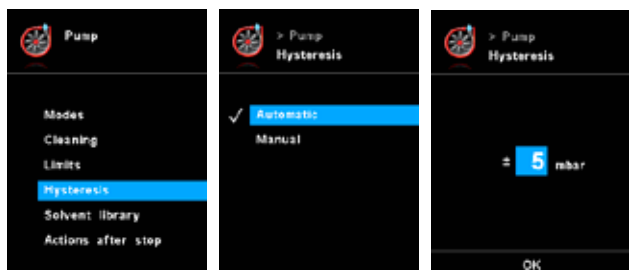 Pump
Modes
Cleaning
Limits
Hysteresis
Solvent library
Actions after stop
> Pump
Hysteresis
✓ Automatic
Manual
> Pump
Hysteresis
± 5 mbar
OK